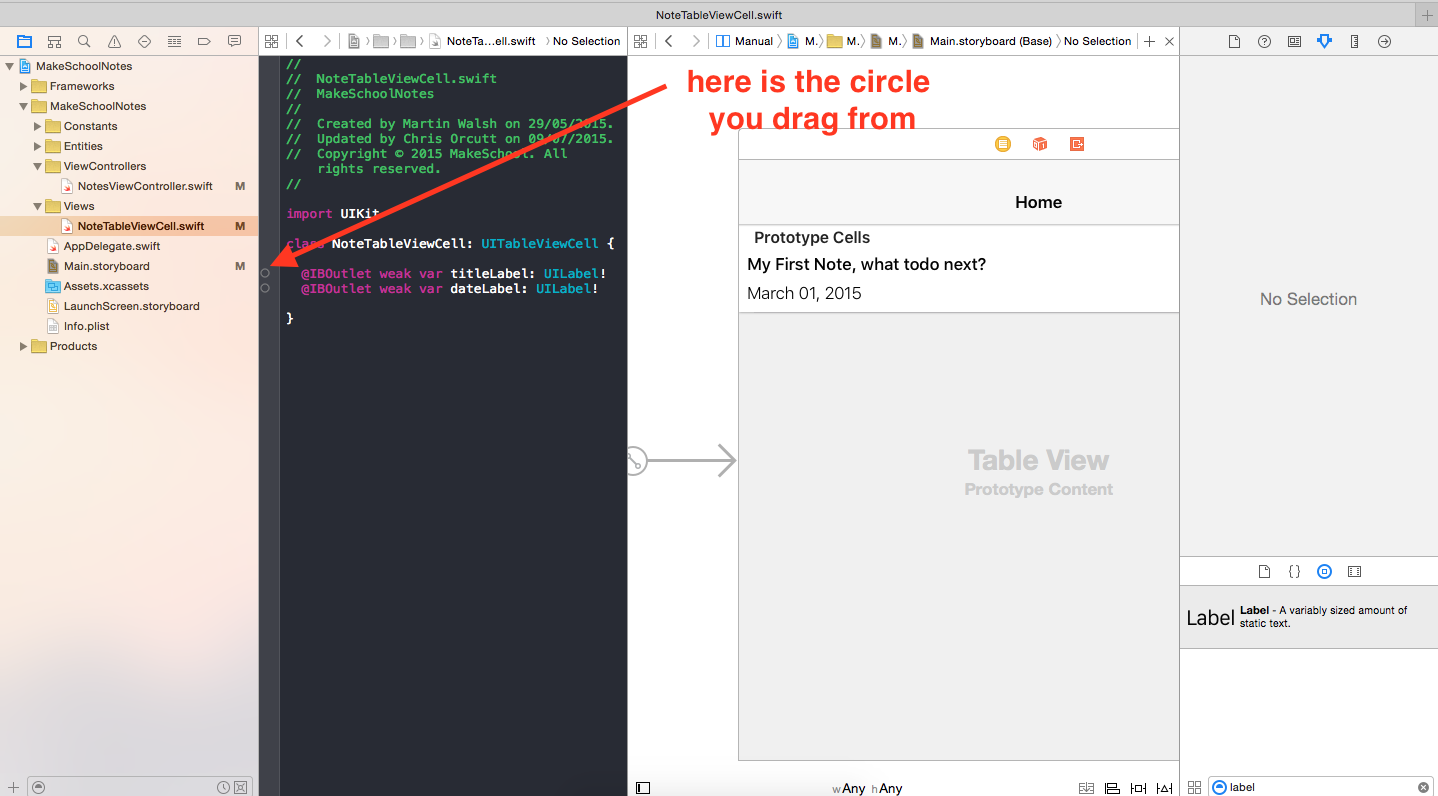 NoteTableViewCell.swift
NoteTa...ell.swift
No Selection
Manual
M.
M.
M.
Main.storyboard (Base)
No Selection
MakeSchoolNotes
Frameworks
MakeSchoolNotes
Constants
Entities
ViewControllers
NotesViewController.swift M
Views
NoteTableViewCell.swift M
AppDelegate.swift
Main.storyboard M
Assets.xcassets
LaunchScreen.storyboard
Info.plist
Products
//
// NoteTableViewCell.swift
// MakeSchoolNotes
//
// Created by Martin Walsh on 29/05/2015.
// Updated by Chris Orcutt on 09/07/2015.
// Copyright © 2015 MakeSchool. All
rights reserved.
//
import UIKit
class NoteTableViewCell: UITableViewCell {
@IBOutlet weak var titleLabel: UILabel!
@IBOutlet weak var dateLabel: UILabel!
}
here is the circle
you drag from
Home
Prototype Cells
My First Note, what todo next?
March 01, 2015
Table View
Prototype Content
wAny hAny
No Selection
{}
Label
Label - A variably sized amount of
static text.
label